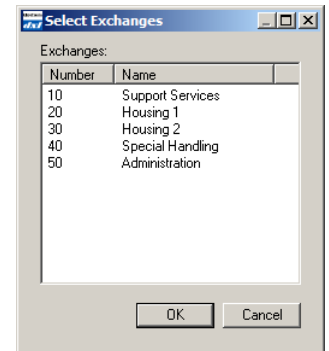 dxl Select Exchanges
Exchanges:
Number Name
10 Support Services
20 Housing 1
30 Housing 2
40 Special Handling
50 Administration
OK Cancel